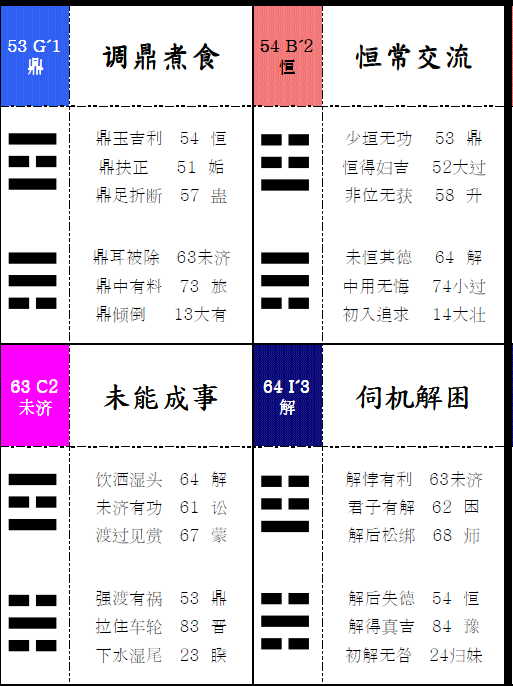 53 G´1
鼎
调鼎煮食
鼎玉吉利 54 恒
鼎扶正 51 姤
鼎足折断 57 蛊
鼎耳被除 63未济
鼎中有料 73 旅
鼎倾倒 13大有
54 B´2
恒
恒常交流
少垣无功 53 鼎
恒得妇吉 52大过
非位无获 58 升
未恒其德 64 解
中用无悔 74小过
初入追求 14大壮
63 C2
未济
未能成事
饮洒湿头 64 解
未济有功 61 讼
渡过见赏 67 蒙
强渡有祸 53 鼎
拉住车轮 83 晋
下水湿尾 23 睽
64 I´3
解
伺机解困
解悖有利 63未济
君子有解 62 困
解后松绑 68 师
解后失德 54 恒
解得真吉 84 豫
初解无咎 24归妹